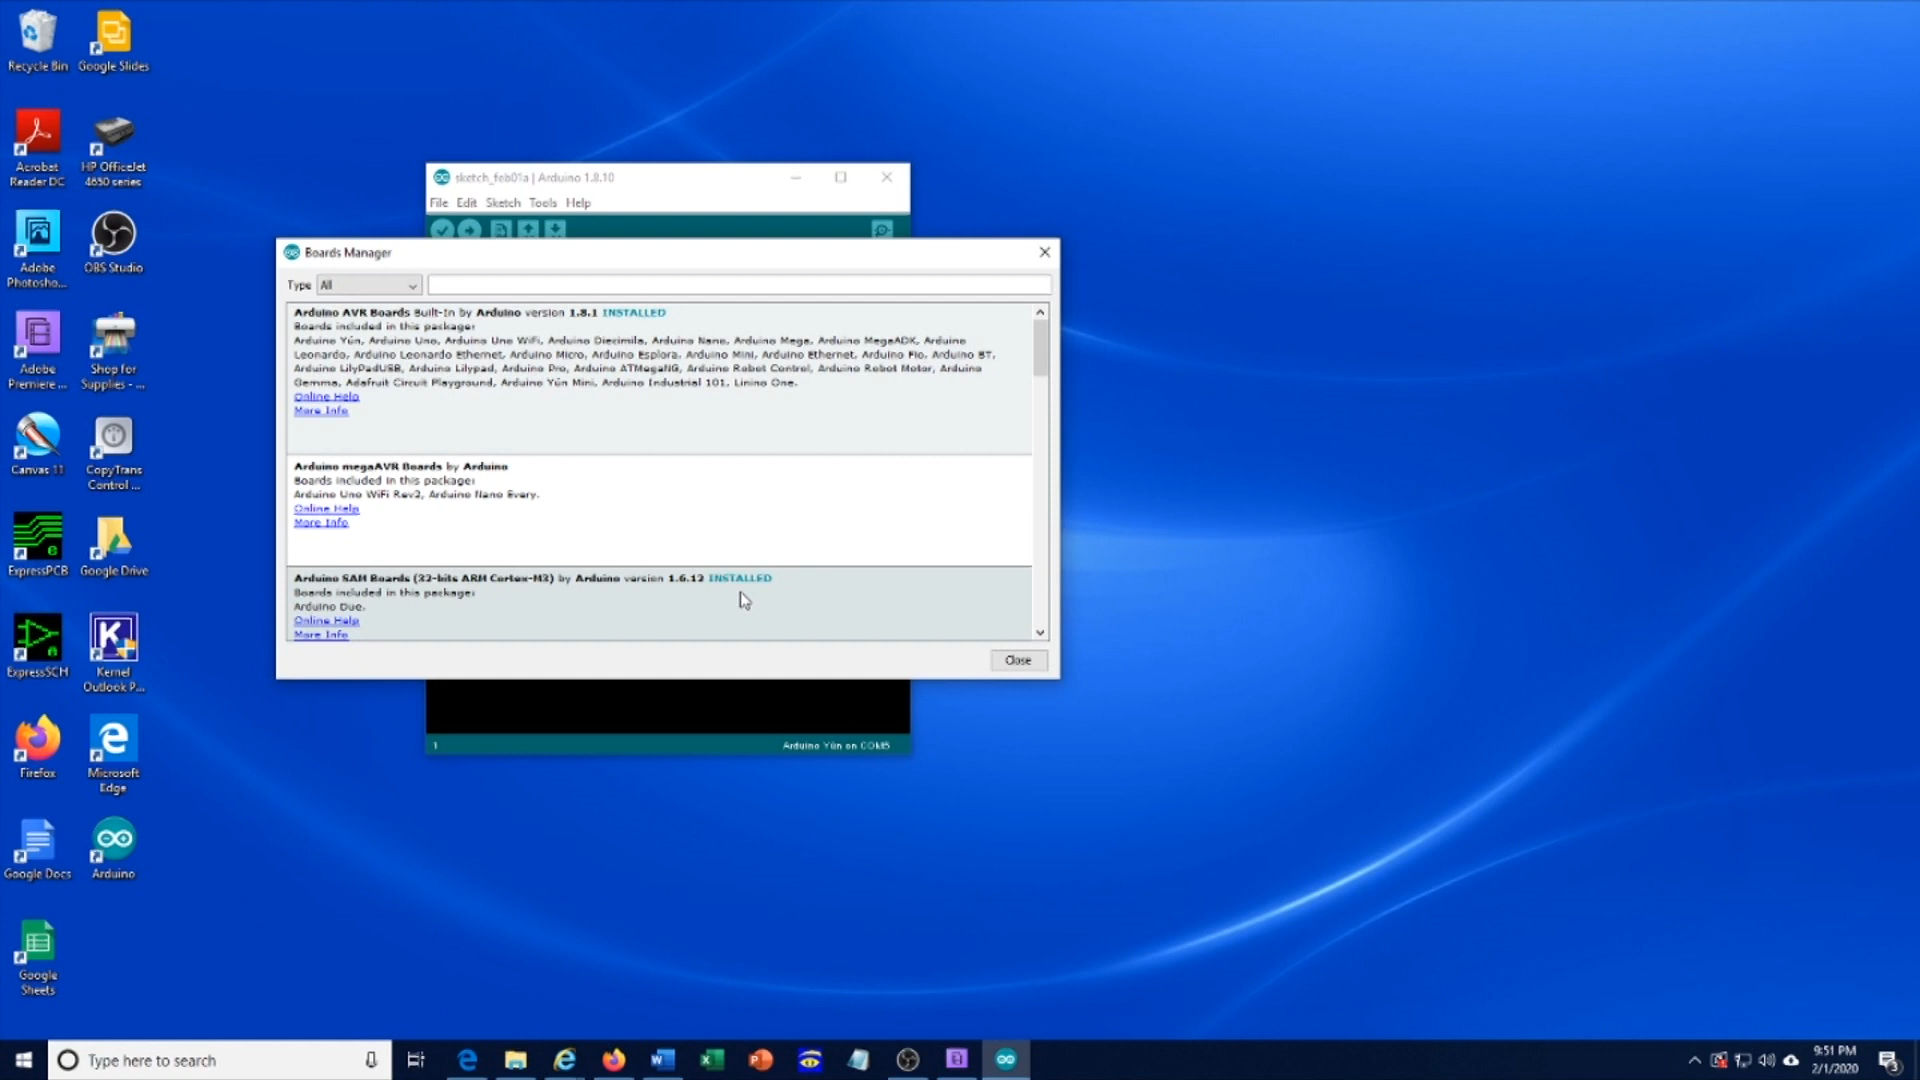 Recycle Bin
Google Slides
Acrobat
Reader DC
HP OfficeJet
4650 series
Adobe
Photosho...
OBS Studio
Adobe
Premiere ...
Shop for
Supplies - ...
Canvas 11
CopyTrans
Control ...
ExpressPCB
Google Drive
ExpressSCH
Kernel
Outlook P...
Firefox
Microsoft
Edge
Google Docs
Arduino
Google
Sheets
sketch_feb01a | Arduino 1.8.10
File Edit Sketch Tools Help
Boards Manager
Type All
Arduino AVR Boards Built-In by Arduino version 1.8.1 INSTALLED
Boards included in this package:
Arduino Yún, Arduino Uno, Arduino Uno WiFi, Arduino Diecimila, Arduino Nano, Arduino Mega, Arduino MegaADK, Arduino
Leonardo, Arduino Leonardo Ethernet, Arduino Micro, Arduino Esplora, Arduino Mini, Arduino Ethernet, Arduino Fio, Arduino BT,
Arduino LilyPadUSB, Arduino Lilypad, Arduino Pro, Arduino ATMegaNG, Arduino Robot Control, Arduino Robot Motor, Arduino
Gemma, Adafruit Circuit Playground, Arduino Yún Mini, Arduino Industrial 101, Linino One.
Online Help
More Info
Arduino megaAVR Boards by Arduino
Boards included in this package:
Arduino Uno WiFi Rev2, Arduino Nano Every.
Online Help
More Info
Arduino SAM Boards (32-bits ARM Cortex-M3) by Arduino version 1.6.12 INSTALLED
Boards included in this package:
Arduino Due.
Online Help
More Info
Close
1
Arduino Yún on COM5
Type here to search
9:51 PM
2/1/2020
3